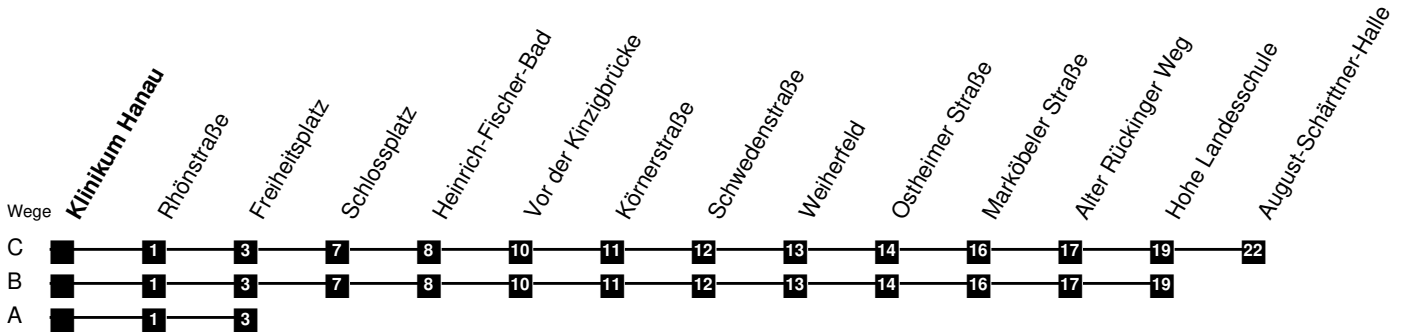 Klinikum Hanau
Rhönstraße
Freiheitsplatz
Schlossplatz
Heinrich-Fischer-Bad
Vor der Kinzigbrücke
Körnerstraße
Schwedenstraße
Weiherfeld
Ostheimer Straße
Marköbeler Straße
Alter Rückinger Weg
Hohe Landesschule
August-Schärttner-Halle
Wege
C 1 3 7 8 10 11 12 13 14 16 17 19 22
B 1 3 7 8 10 11 12 13 14 16 17 19
A 1 3